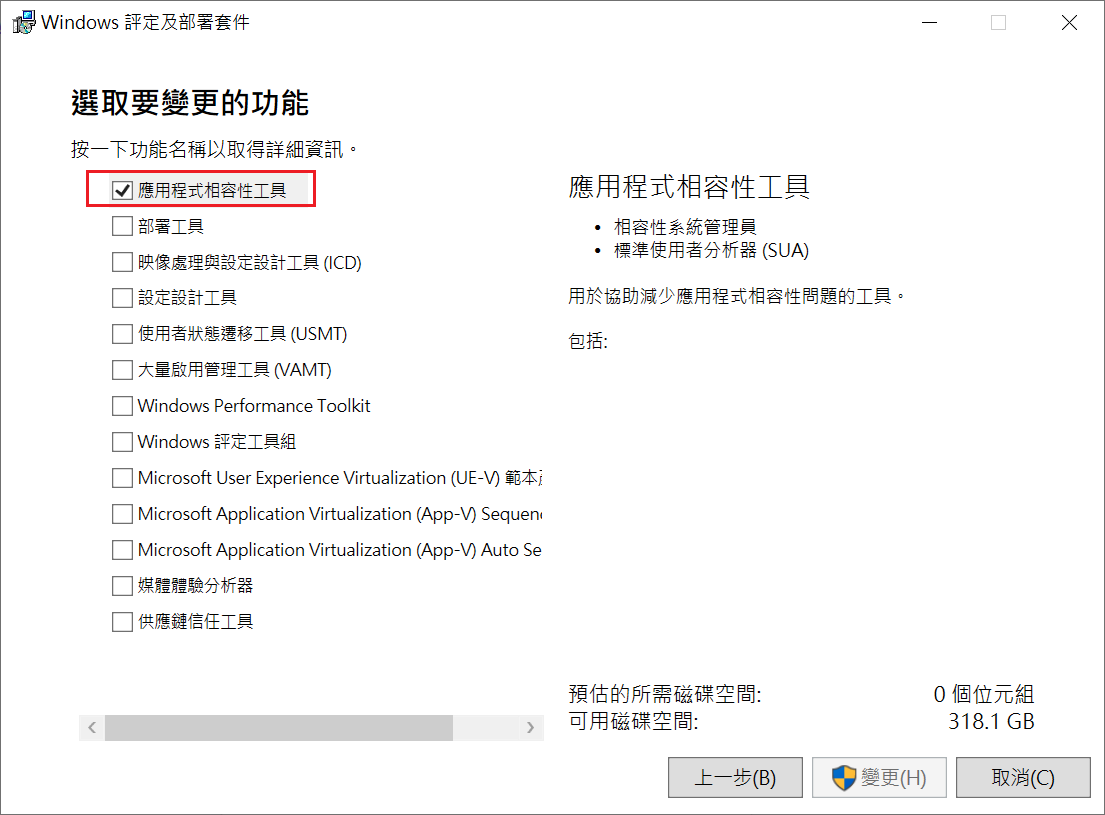 Windows 評定及部署套件
選取要變更的功能
按一下功能名稱以取得詳細資訊。
應用程式相容性工具
部署工具
映像處理與設定設計工具 (ICD)
設定設計工具
使用者狀態遷移工具 (USMT)
大量啟用管理工具 (VAMT)
Windows Performance Toolkit
Windows 評定工具組
Microsoft User Experience Virtualization (UE-V) 範本
Microsoft Application Virtualization (App-V) Sequenc
Microsoft Application Virtualization (App-V) Auto Se
媒體體驗分析器
供應鏈信任工具
應用程式相容性工具
• 相容性系統管理員
• 標準使用者分析器 (SUA)
用於協助減少應用程式相容性問題的工具。
包括:
預估的所需磁碟空間: 0 個位元組
可用磁碟空間: 318.1 GB
上一步(B) 變更(H) 取消(C)